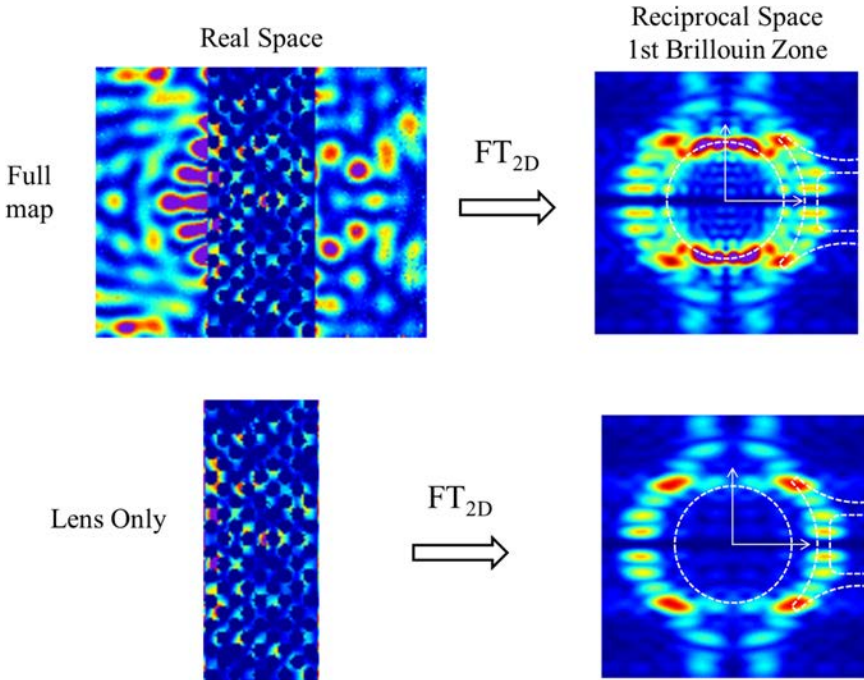 Real Space
Reciprocal Space
1st Brillouin Zone
Full
map
FT2D
Lens Only
FT2D